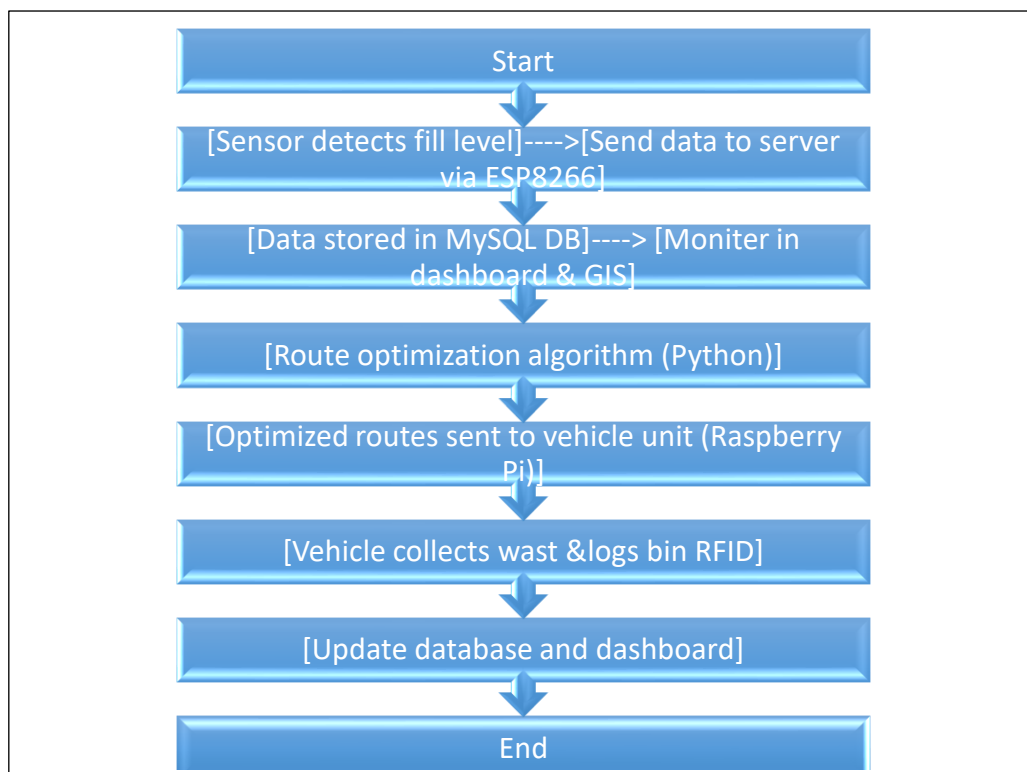 Start
[Sensor detects fill level]---->[Send data to server
via ESP8266]
[Data stored in MySQL DB]----> [Moniter in
dashboard & GIS]
[Route optimization algorithm (Python)]
[Optimized routes sent to vehicle unit (Raspberry
Pi)]
[Vehicle collects wast &logs bin RFID]
[Update database and dashboard]
End